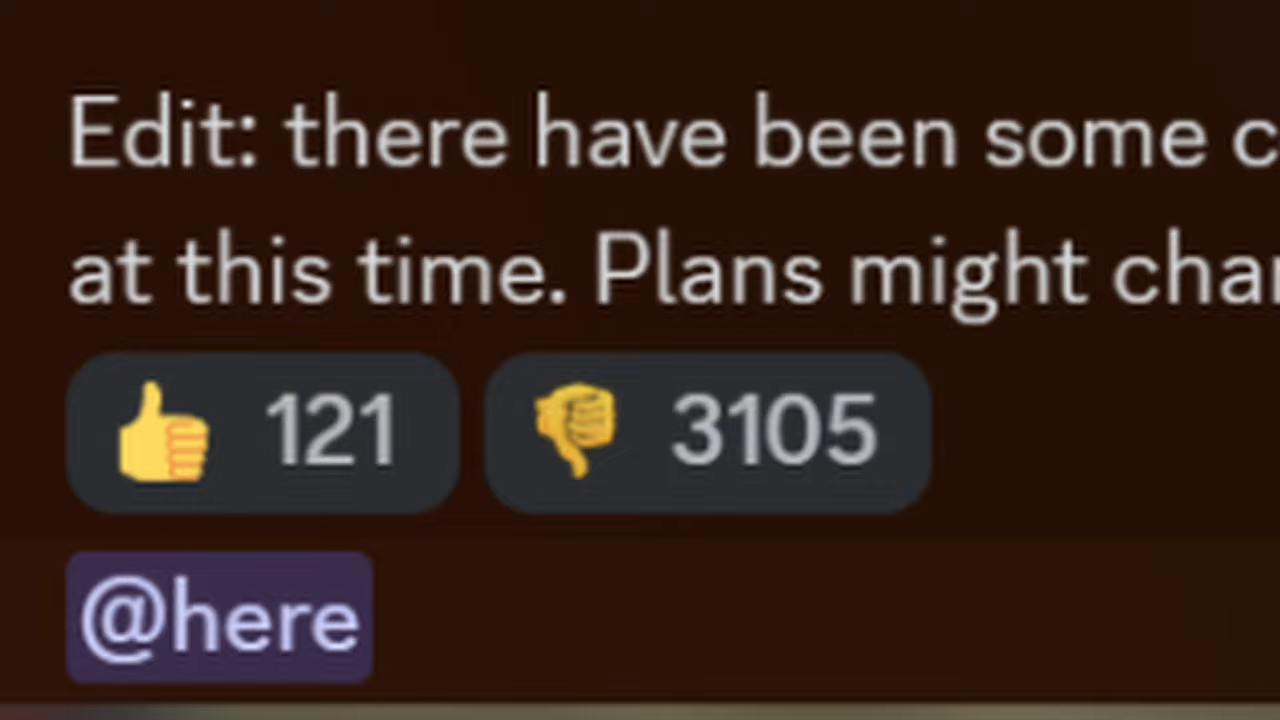 Edit: there have been some
at this time. Plans might
👍 121 👎 3105
@here